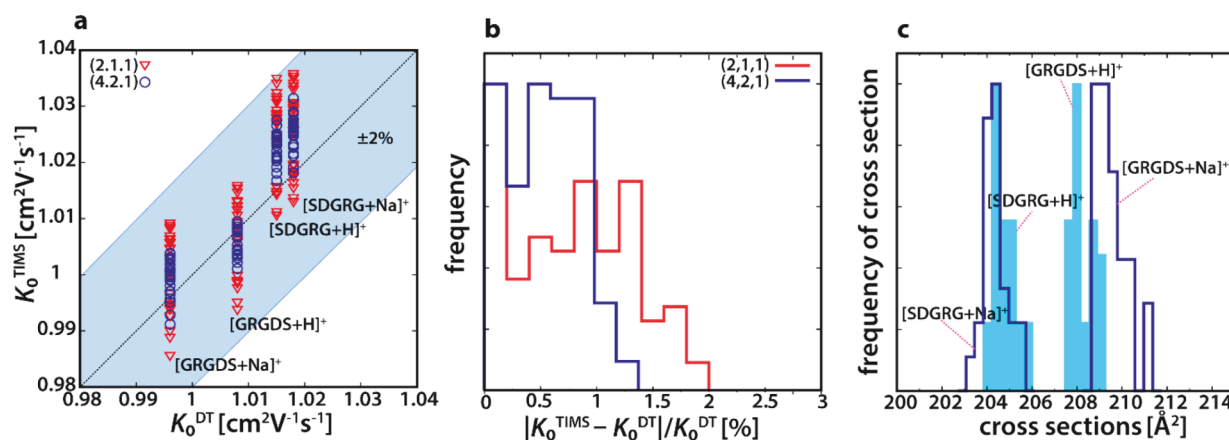 a
1.04
1.03
1.02
1.01
1
0.99
0.98
K₀ᵀᴵᴹˢ [cm²V⁻¹s⁻¹]
(2.1.1)
(4.2.1)
±2%
[SDGRG+Na]⁺
[SDGRG+H]⁺
[GRGDS+H]⁺
[GRGDS+Na]⁺
0.98 0.99 1.00 1.01 1.02 1.03 1.04
K₀ᴰᵀ [cm²V⁻¹s⁻¹]
b
(2,1,1)
(4,2,1)
frequency
0 0.5 1 1.5 2 2.5 3
|K₀ᵀᴵᴹˢ – K₀ᴰᵀ|/K₀ᴰᵀ [%]
c
frequency of cross section
[GRGDS+H]⁺
[GRGDS+Na]⁺
[SDGRG+H]⁺
[SDGRG+Na]⁺
200 202 204 206 208 210 212 214
cross sections [Å²]